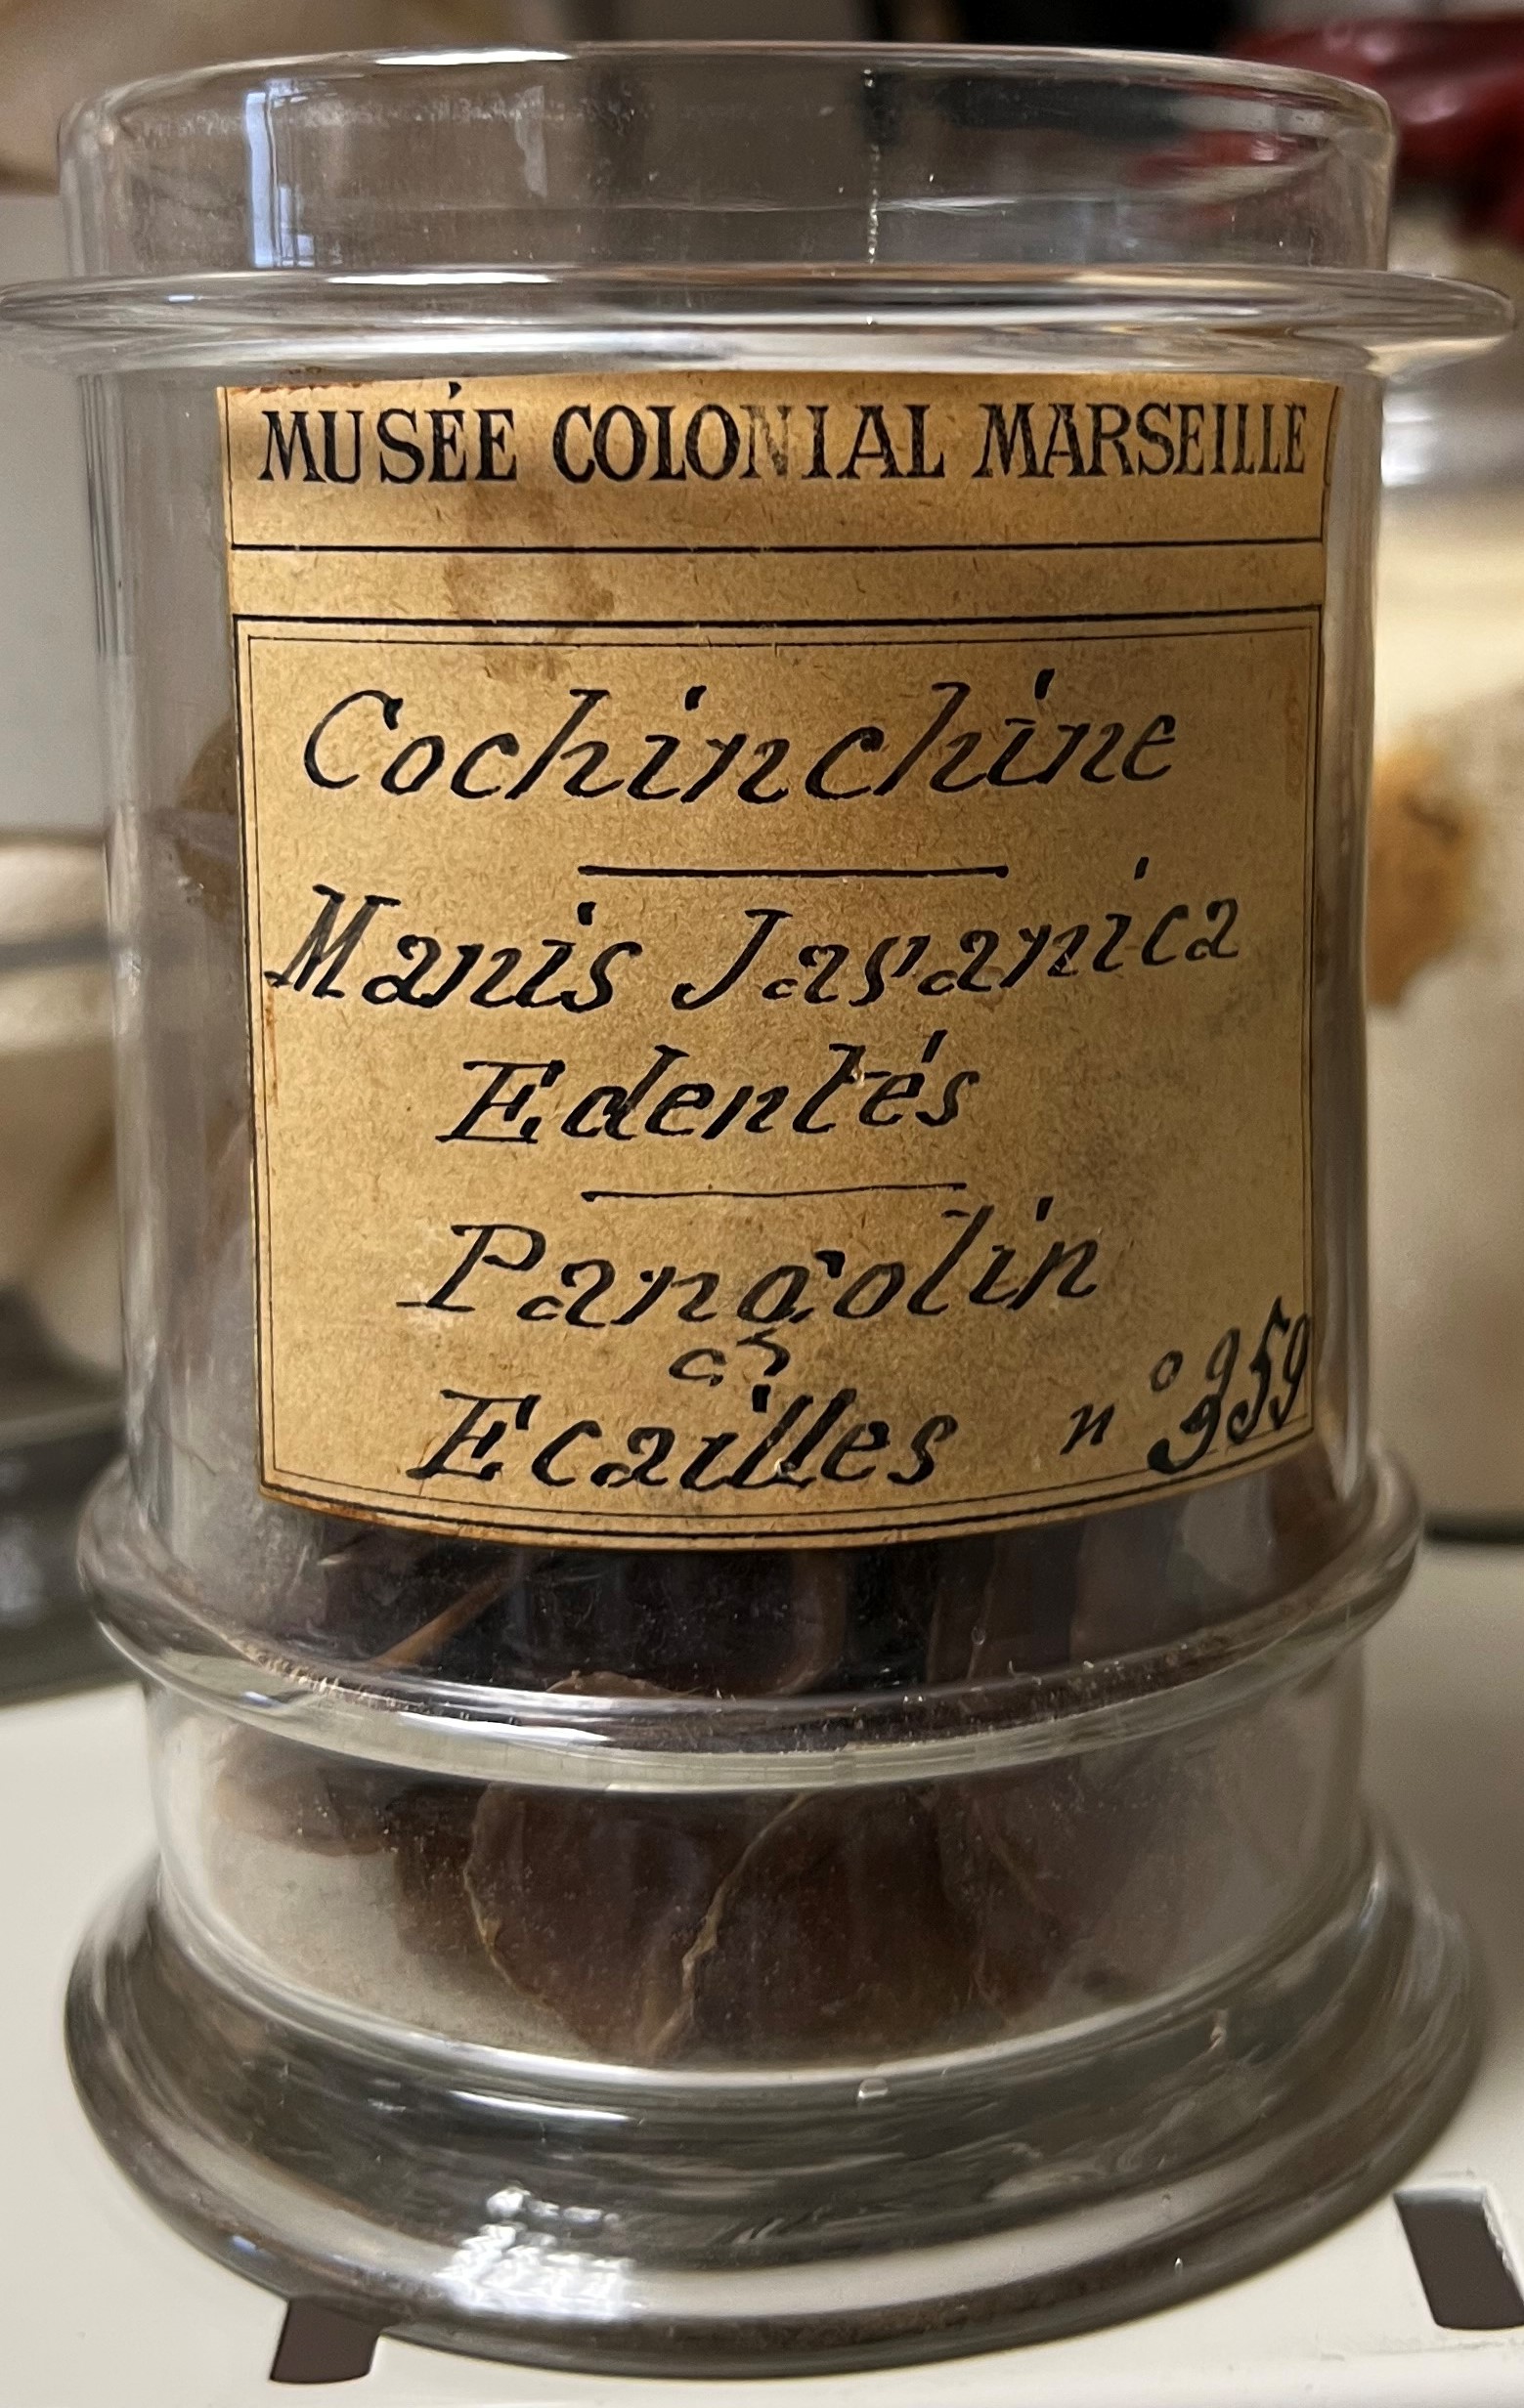 MUSÉE COLONIAL MARSEILLE
Cochinchine
Manis Javanica
Edentés
Pangolin
Ecailles n° 959